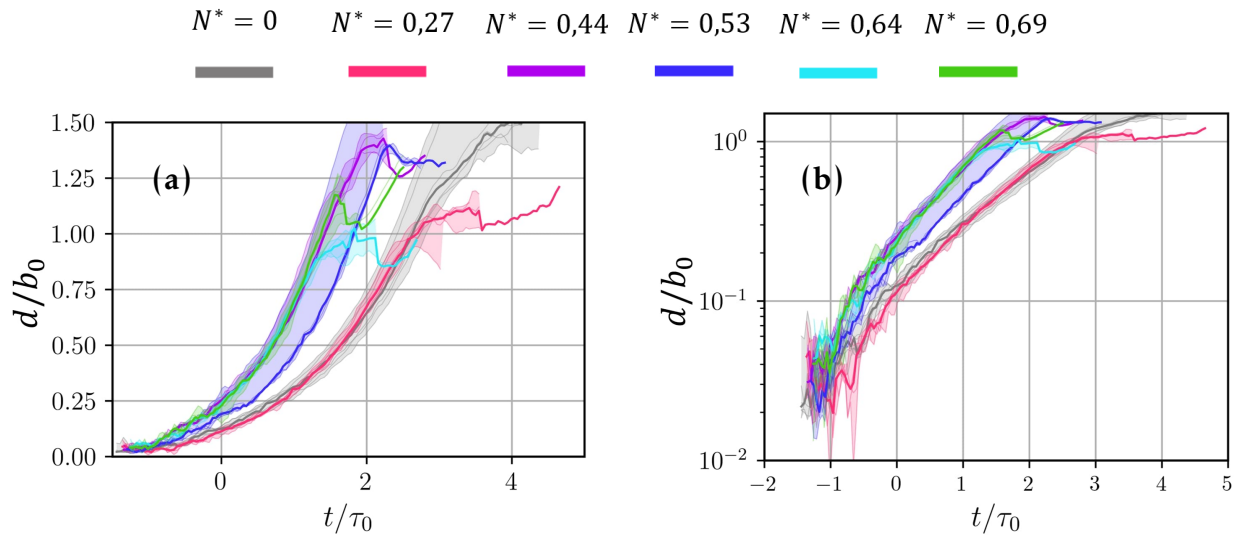 N* = 0 N* = 0,27 N* = 0,44 N* = 0,53 N* = 0,64 N* = 0,69
(a)
d/b₀
1.50
1.25
1.00
0.75
0.50
0.25
0.00
0 2 4
t/τ₀
(b)
d/b₀
10⁰
10⁻¹
10⁻²
−2 −1 0 1 2 3 4 5
t/τ₀